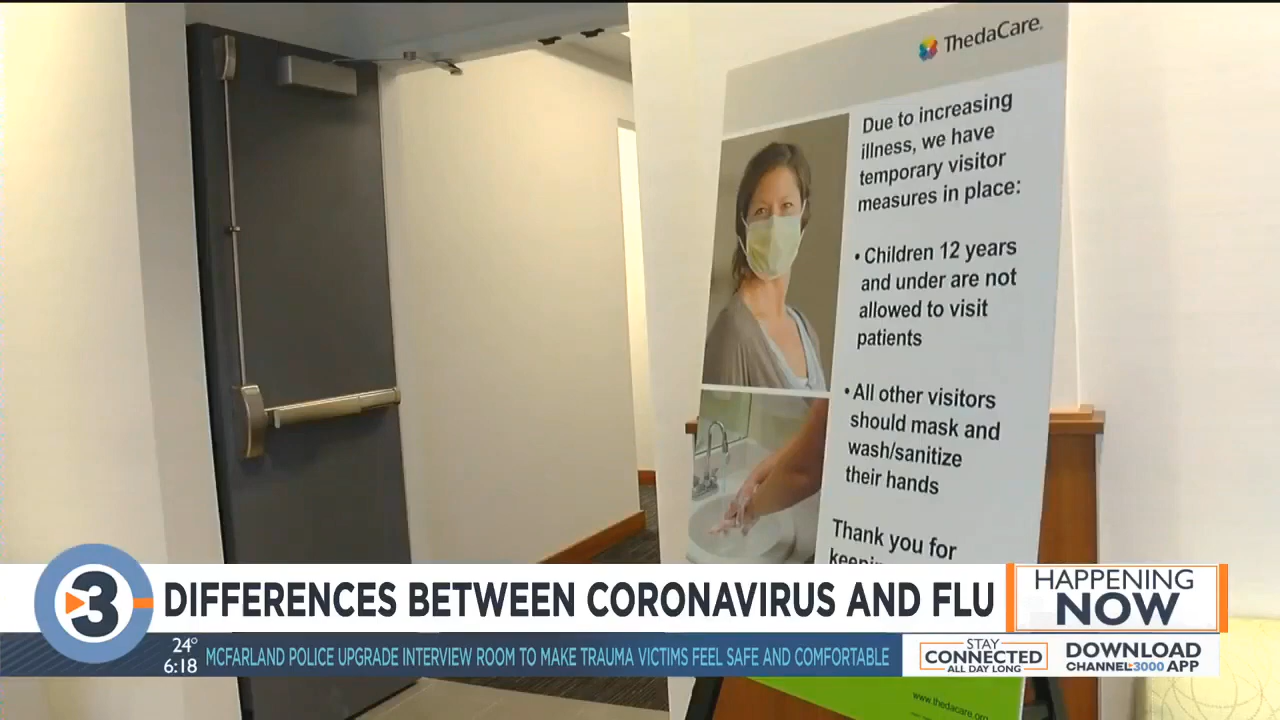 ThedaCare.
Due to increasing
illness, we have
temporary visitor
measures in place:
• Children 12 years
and under are not
allowed to visit
patients
• All other visitors
should mask and
wash/sanitize
their hands
Thank you for
3 DIFFERENCES BETWEEN CORONAVIRUS AND FLU
HAPPENING
NOW
24°
6:18
MCFARLAND POLICE UPGRADE INTERVIEW ROOM TO MAKE TRAUMA VICTIMS FEEL SAFE AND COMFORTABLE
STAY
CONNECTED
ALL DAY LONG
DOWNLOAD
CHANNEL3000 APP
www.thedacare.org